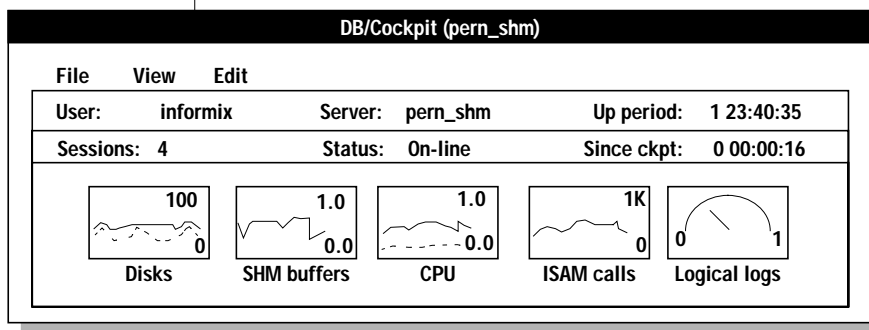 DB/Cockpit (pern_shm)
File View Edit
User: informix Server: pern_shm Up period: 1 23:40:35
Sessions: 4 Status: On-line Since ckpt: 0 00:00:16
100 1.0 1.0 1K
0 0.0 0.0 0 0 1
Disks SHM buffers CPU ISAM calls Logical logs